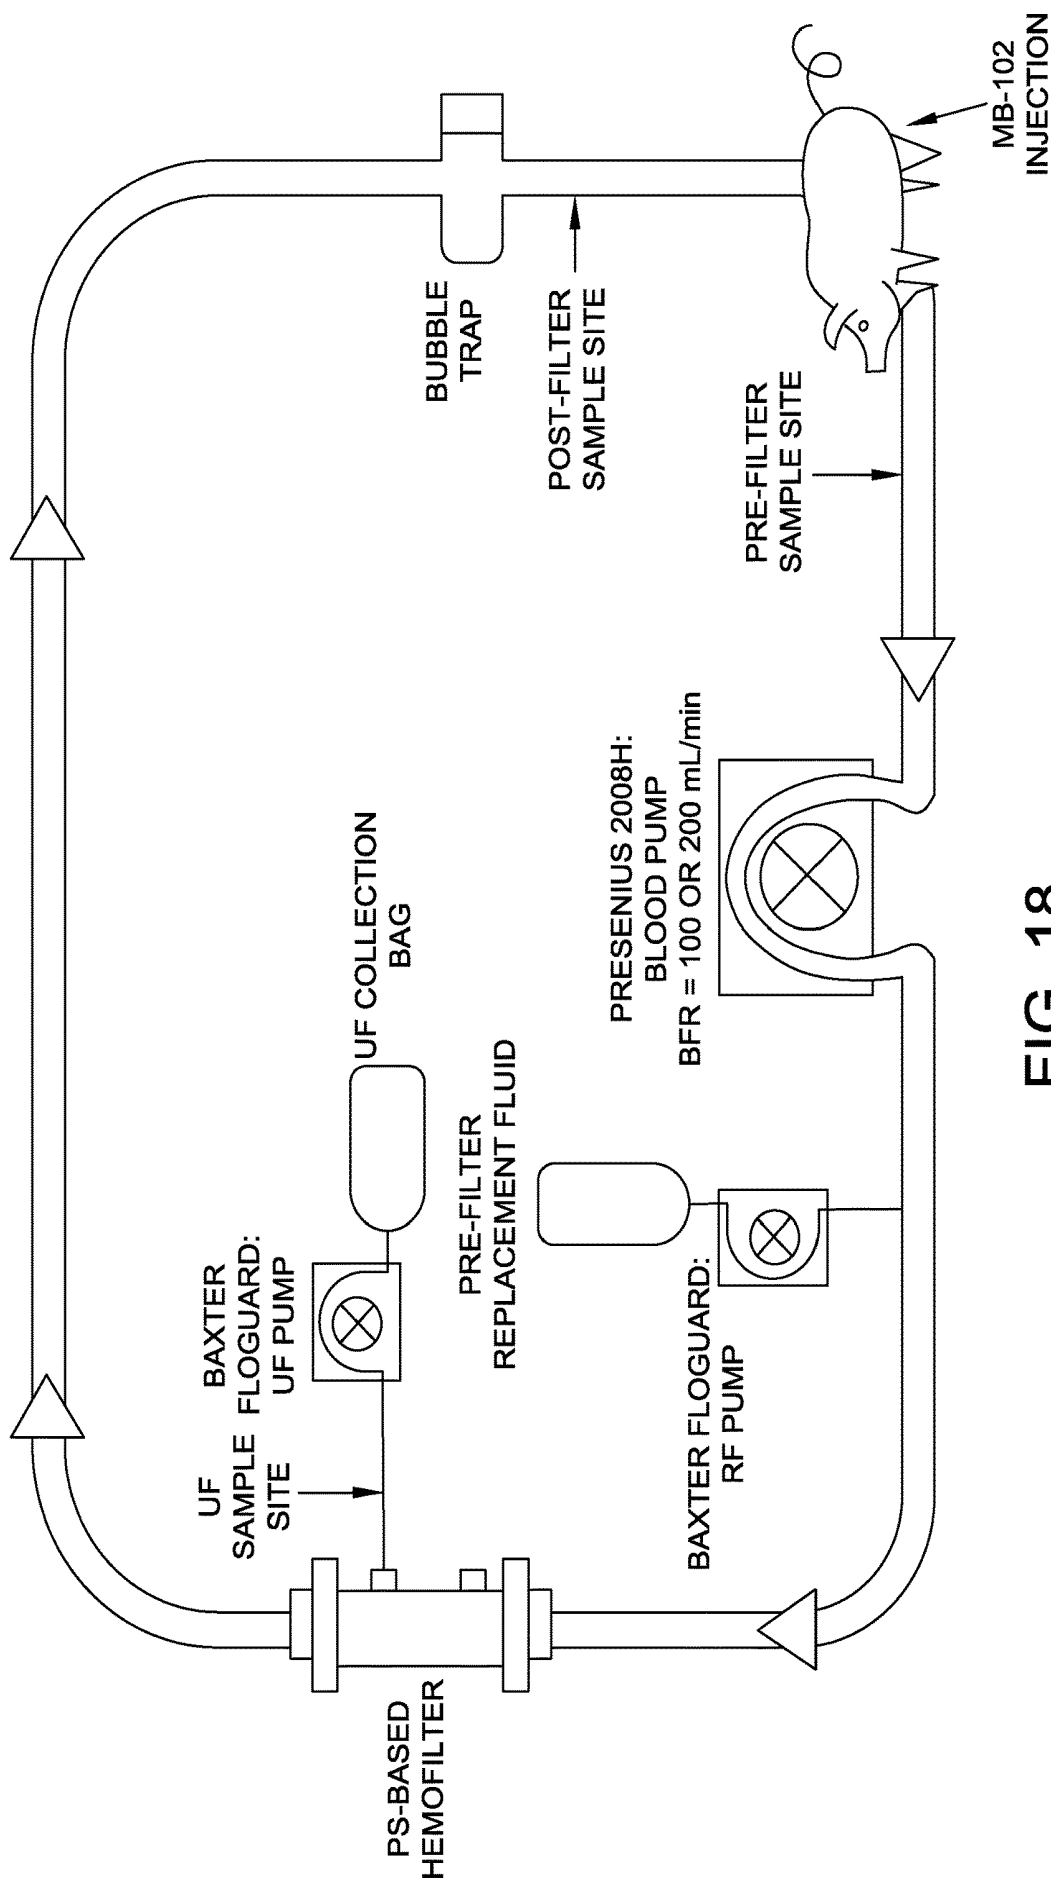 PS-BASED
HEMOFILTER
UF
SAMPLE
SITE
BAXTER
FLOGUARD:
UF PUMP
UF COLLECTION
BAG
PRE-FILTER
REPLACEMENT FLUID
BAXTER FLOGUARD:
RF PUMP
PRESENIUS 2008H:
BLOOD PUMP
BFR = 100 OR 200 mL/min
BUBBLE
TRAP
POST-FILTER
SAMPLE SITE
PRE-FILTER
SAMPLE SITE
MB-102
INJECTION
FIG. 18